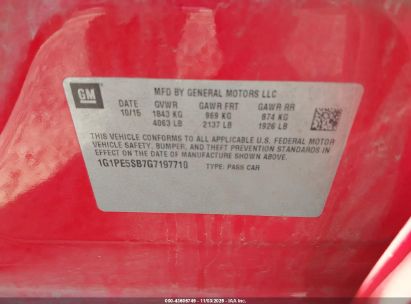 GM
MFD BY GENERAL MOTORS LLC
DATE GVWR GAWR FRT GAWR RR
10/15 1843 KG 969 KG 874 KG
4063 LB 2137 LB 1926 LB
THIS VEHICLE CONFORMS TO ALL APPLICABLE U.S. FEDERAL MOTOR
VEHICLE SAFETY, BUMPER, AND THEFT PREVENTION STANDARDS IN
EFFECT ON THE DATE OF MANUFACTURE SHOWN ABOVE.
1G1PE5SB7G7197710 TYPE: PASS CAR